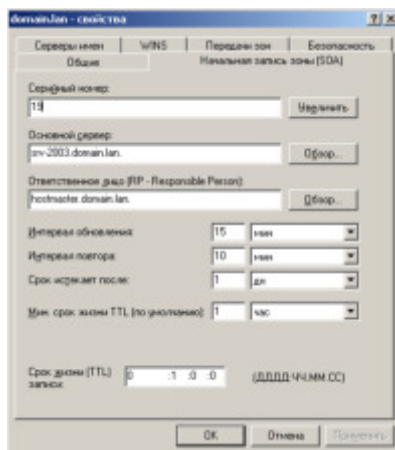 domain.lan - свойства
Серверы имен WINS Передачи зон Безопасность
Общие Начальная запись зоны (SOA)
Серийный номер:
19 Увеличить
Основной сервер:
srv-2003.domain.lan. Обзор...
Ответственное лицо (RP - Responsible Person):
hostmaster.domain.lan. Обзор...
Интервал обновления: 15 мин
Интервал повтора: 10 мин
Срок истекает после: 1 дн
Мин. срок жизни TTL (по умолчанию): 1 час
Срок жизни (TTL) записи: 0 :1 :0 :0 (ДДДД:ЧЧ.ММ.СС)
OK Отмена Применить